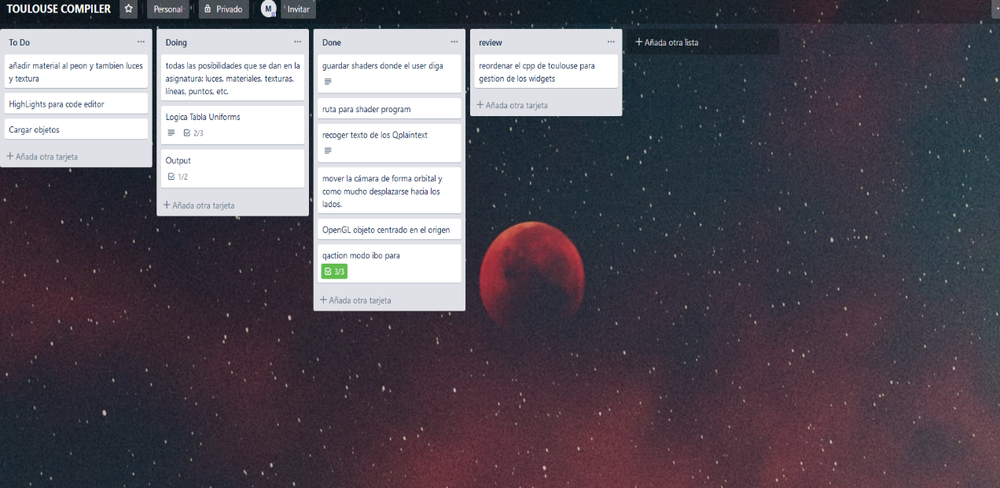 TOULOUSE COMPILER
Personal
Privado
M
Invitar
To Do
añadir material al peon y tambien luces
y textura
HighLights para code editor
Cargar objetos
+ Añada otra tarjeta
Doing
todas las posibilidades que se dan en la
asignatura: luces, materiales, texturas,
líneas, puntos, etc.
Logica Tabla Uniforms
2/3
Output
1/2
+ Añada otra tarjeta
Done
guardar shaders donde el user diga
ruta para shader program
recoger texto de los Qplaintext
mover la cámara de forma orbital y
como mucho desplazarse hacia los
lados.
OpenGL objeto centrado en el origen
qaction modo ibo para
3/3
+ Añada otra tarjeta
review
reordenar el cpp de toulouse para
gestion de los widgets
+ Añada otra tarjeta
+ Añada otra lista